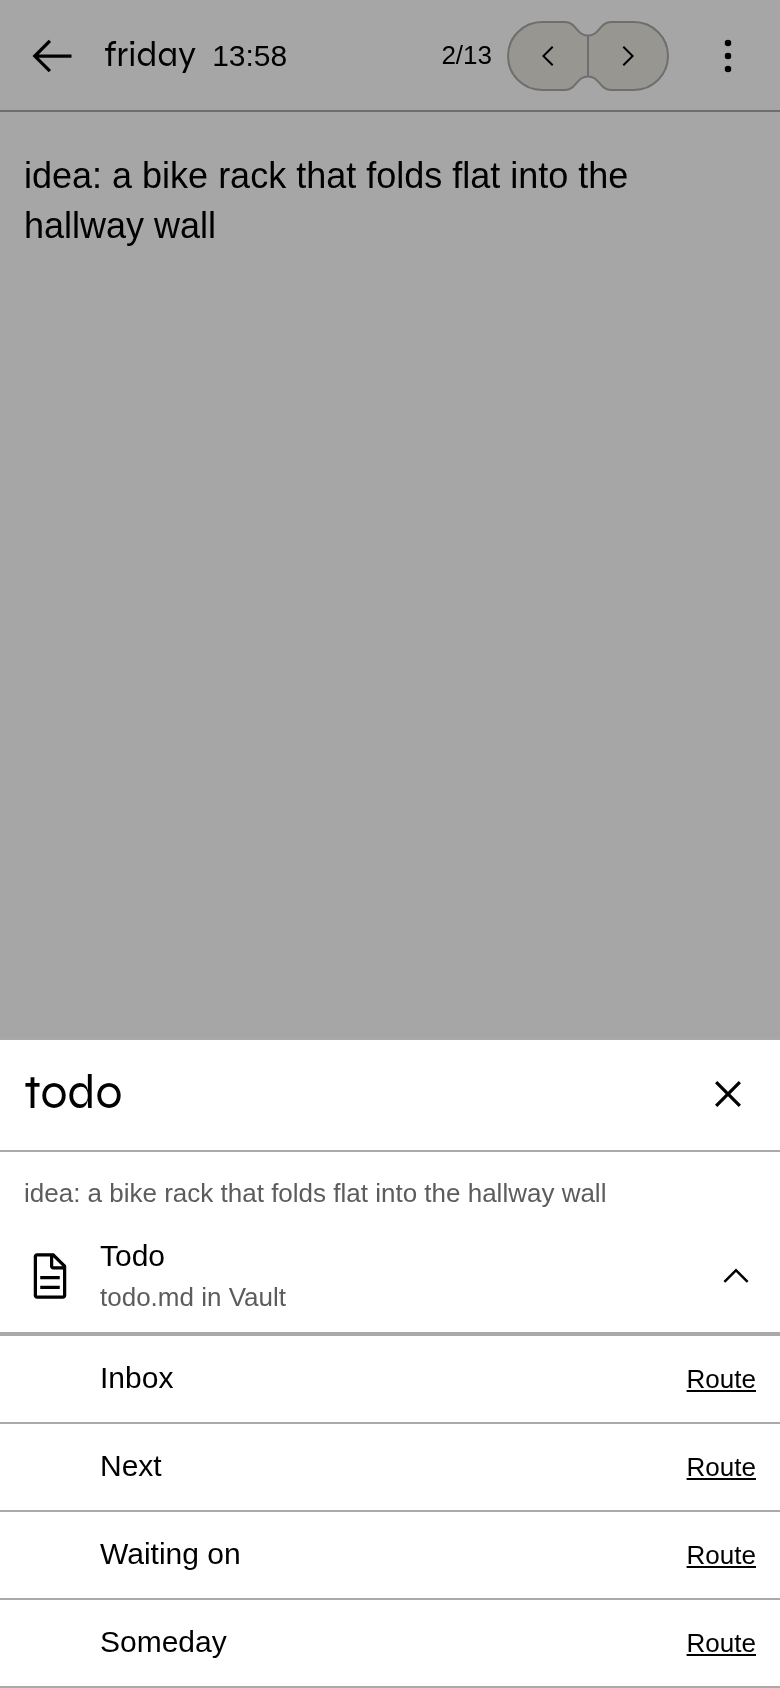 friday 13:58 2/13
idea: a bike rack that folds flat into the
hallway wall
todo
idea: a bike rack that folds flat into the hallway wall
Todo
todo.md in Vault
Inbox Route
Next Route
Waiting on Route
Someday Route